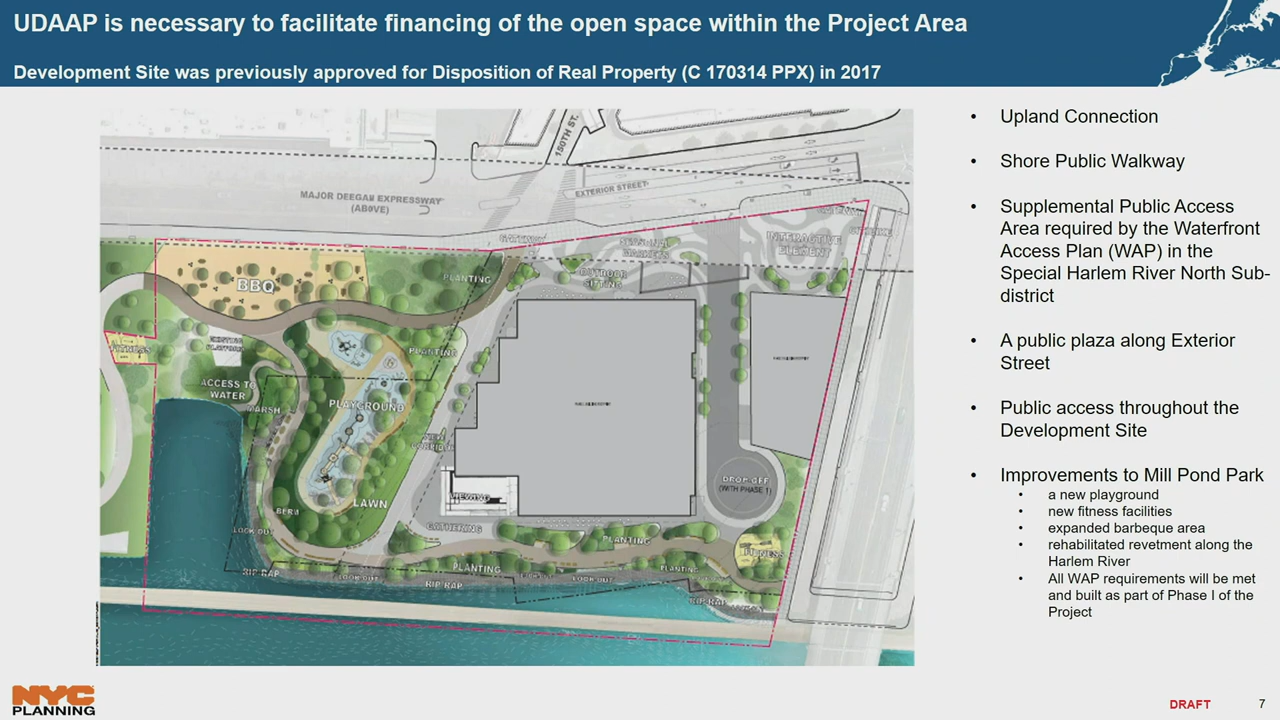 UDAAP is necessary to facilitate financing of the open space within the Project Area
Development Site was previously approved for Disposition of Real Property (C 170314 PPX) in 2017
150TH ST.
MAJOR DEEGAN EXPRESSWAY
(ABOVE)
EXTERIOR STREET
GATEWAY
SEASONAL
MARKETS
INTERACTIVE
ELEMENT
OUTDOOR
SITTING
PLANTING
BBQ
EXISTING
PLATFORM
FITNESS
PLANTING
ACCESS TO
WATER
MARSH
PLAYGROUND
VIEWING
DROP-OFF
(WITH PHASE 1)
LAWN
BERM
LOOK OUT
GATHERING
PLANTING
FITNESS
RIP-RAP
LOOK OUT
PLANTING
RIP-RAP
LOOK OUT
PLANTING
RIP-RAP
• Upland Connection
• Shore Public Walkway
• Supplemental Public Access
Area required by the Waterfront
Access Plan (WAP) in the
Special Harlem River North Sub-
district
• A public plaza along Exterior
Street
• Public access throughout the
Development Site
• Improvements to Mill Pond Park
• a new playground
• new fitness facilities
• expanded barbeque area
• rehabilitated revetment along the
Harlem River
• All WAP requirements will be met
and built as part of Phase I of the
Project
NYC
PLANNING
DRAFT
7